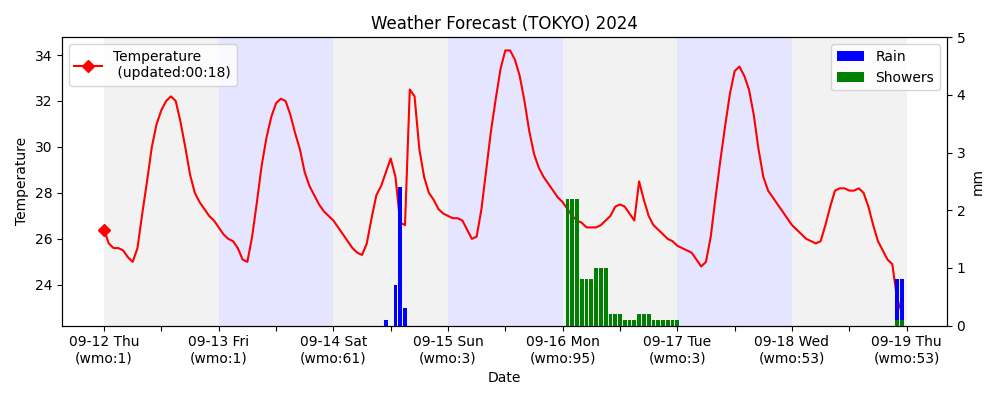 Weather Forecast (TOKYO) 2024
Temperature
(updated:00:18)
Rain
Showers
Temperature
34
32
30
28
26
24
5
4
3
2
1
0
mm
09-12 Thu
(wmo:1)
09-13 Fri
(wmo:1)
09-14 Sat
(wmo:61)
09-15 Sun
(wmo:3)
09-16 Mon
(wmo:95)
09-17 Tue
(wmo:3)
09-18 Wed
(wmo:53)
09-19 Thu
(wmo:53)
Date